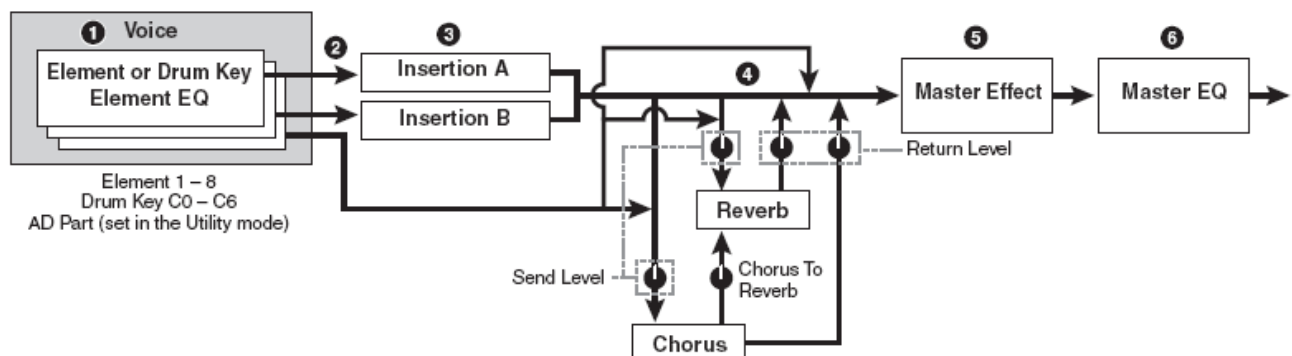 1 Voice
Element or Drum Key
Element EQ
Element 1 – 8
Drum Key C0 – C6
AD Part (set in the Utility mode)
2
3
Insertion A
Insertion B
4
5
Master Effect
6
Master EQ
Return Level
Reverb
Send Level
Chorus To
Reverb
Chorus